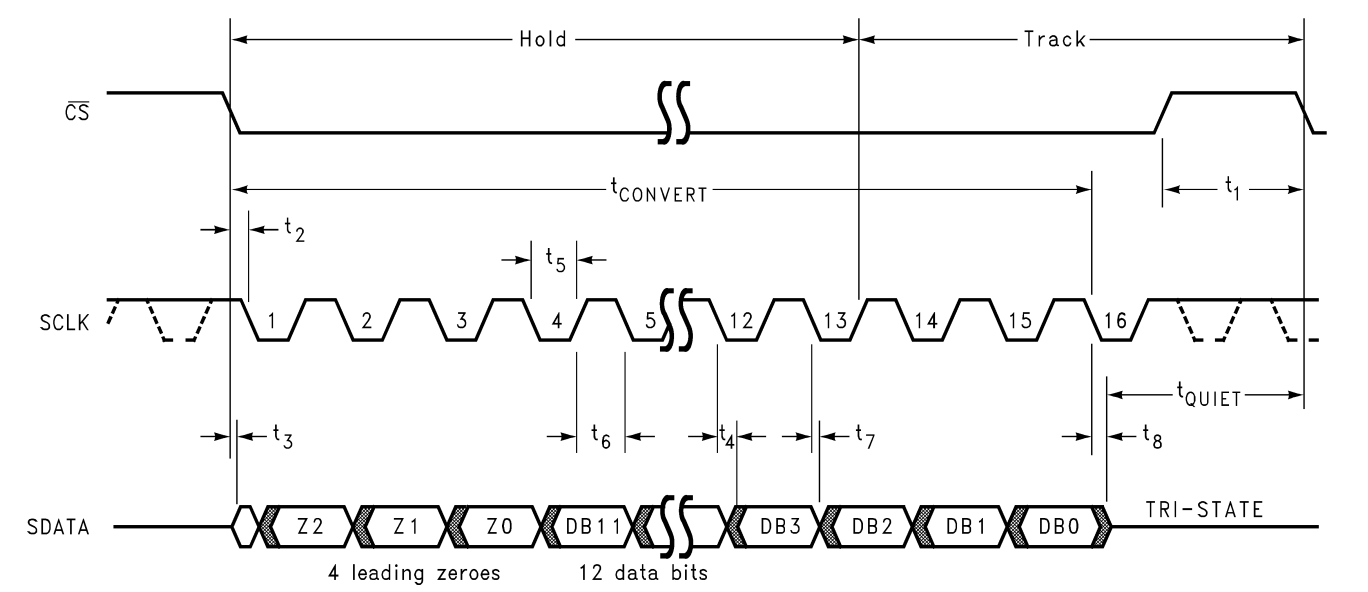 Hold Track
CS
tCONVERT t1
t2
t5
SCLK 1 2 3 4 5 12 13 14 15 16
tQUIET
t3 t6 t4 t7 t8
SDATA Z2 Z1 Z0 DB11 DB3 DB2 DB1 DB0 TRI-STATE
4 leading zeroes 12 data bits